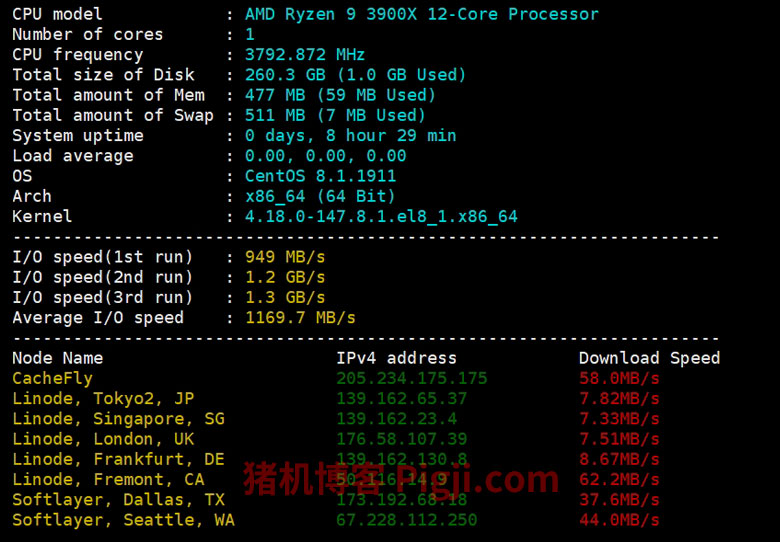 CPU model            : AMD Ryzen 9 3900X 12-Core Processor
Number of cores      : 1
CPU frequency        : 3792.872 MHz
Total size of Disk   : 260.3 GB (1.0 GB Used)
Total amount of Mem  : 477 MB (59 MB Used)
Total amount of Swap : 511 MB (7 MB Used)
System uptime        : 0 days, 8 hour 29 min
Load average         : 0.00, 0.00, 0.00
OS                   : CentOS 8.1.1911
Arch                 : x86_64 (64 Bit)
Kernel               : 4.18.0-147.8.1.el8_1.x86_64
----------------------------------------------------------------------
I/O speed(1st run)   : 949 MB/s
I/O speed(2nd run)   : 1.2 GB/s
I/O speed(3rd run)   : 1.3 GB/s
Average I/O speed    : 1169.7 MB/s
----------------------------------------------------------------------
Node Name                       IPv4 address            Download Speed
CacheFly                        205.234.175.175         58.0MB/s
Linode, Tokyo2, JP              139.162.65.37           7.82MB/s
Linode, Singapore, SG           139.162.23.4            7.33MB/s
Linode, London, UK              176.58.107.39           7.51MB/s
Linode, Frankfurt, DE           139.162.130.8           8.67MB/s
Linode, Fremont, CA             50.116.14.9             62.2MB/s
Softlayer, Dallas, TX           173.192.68.18           37.6MB/s
Softlayer, Seattle, WA          67.228.112.250          44.0MB/s
猪机博客 Pigji.com